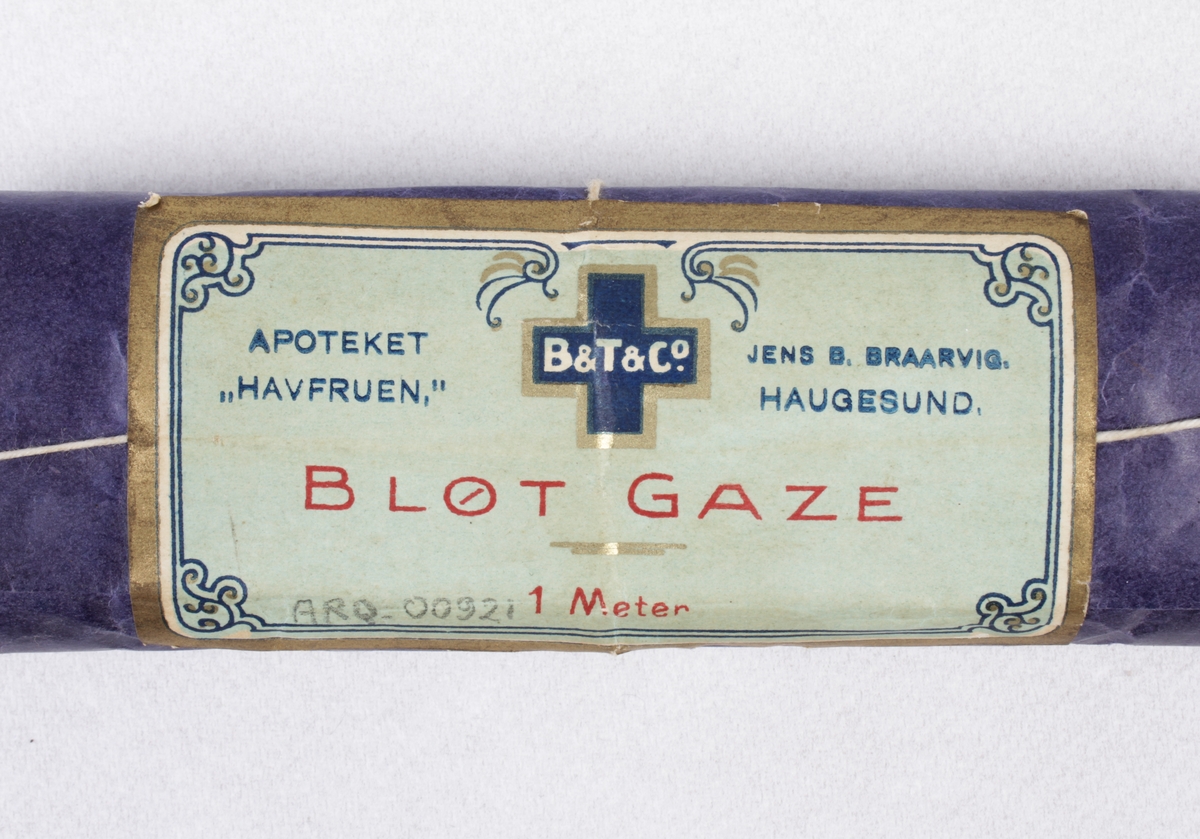 APOTEKET
„HAVFRUEN,"
B&T&Cº.
JENS B. BRAARVIG.
HAUGESUND.
BLØT GAZE
1 Meter
ARQ-00921